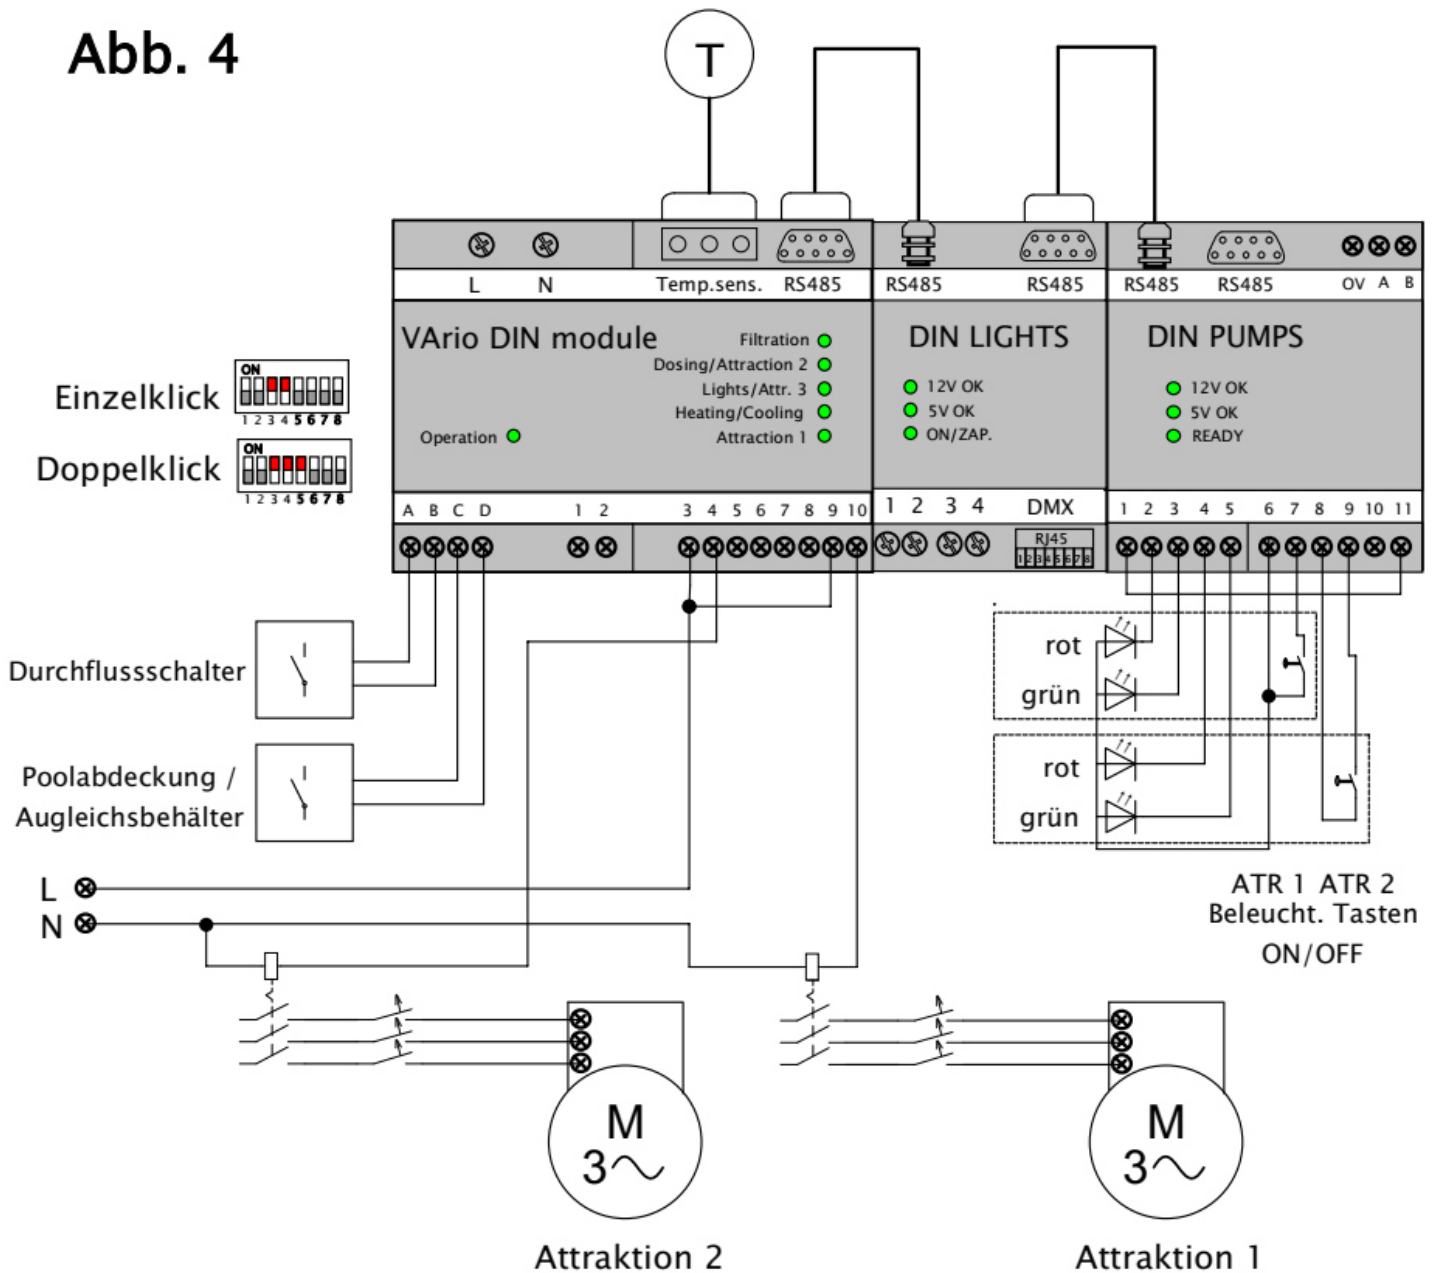 Abb. 4
T
L N Temp.sens. RS485 RS485 RS485 RS485 RS485 OV A B
VArio DIN module
Filtration
Dosing/Attraction 2
Lights/Attr. 3
Heating/Cooling
Attraction 1
Operation
DIN LIGHTS
12V OK
5V OK
ON/ZAP.
DIN PUMPS
12V OK
5V OK
READY
Einzelklick
ON
1 2 3 4 5 6 7 8
Doppelklick
ON
1 2 3 4 5 6 7 8
A B C D 1 2 3 4 5 6 7 8 9 10
1 2 3 4 DMX
RJ45
1 2 3 4 5 6 7 8
1 2 3 4 5 6 7 8 9 10 11
Durchflussschalter
Poolabdeckung /
Augleichsbehälter
rot
grün
rot
grün
ATR 1 ATR 2
Beleucht. Tasten
ON/OFF
L
N
M
3
Attraktion 2
M
3
Attraktion 1